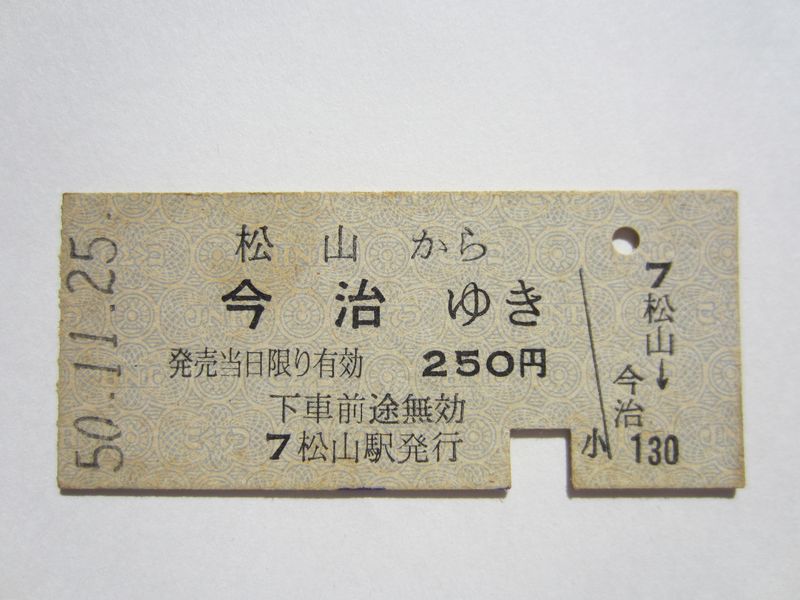 50.11.25.
松山から
今治ゆき
発売当日限り有効 250円
下車前途無効
7松山駅発行
7
松山→
今治
小 130